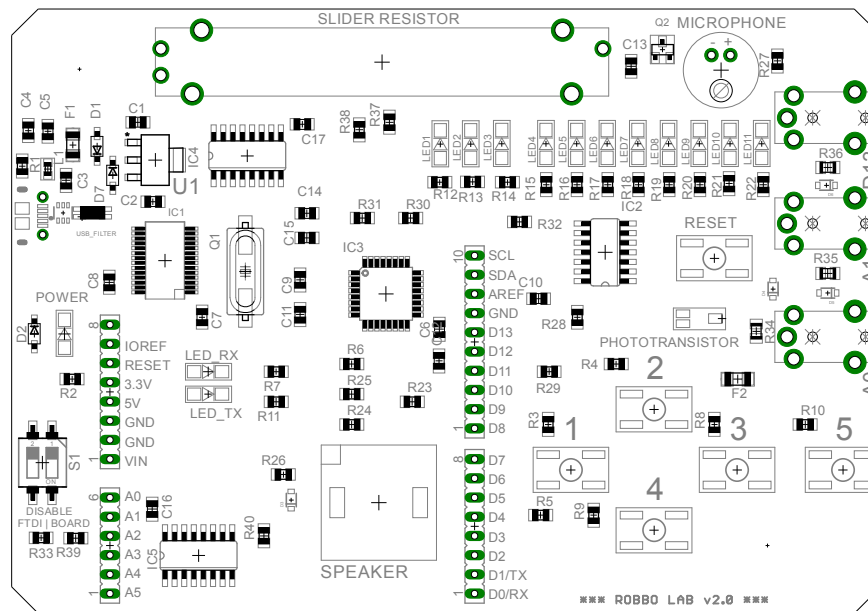 SLIDER RESISTOR
Q2
MICROPHONE
- +
C13
R27
C4
C5
F1
D1
C1
C17
R38
R37
LED1
LED2
LED3
LED4
LED5
LED6
LED7
LED8
LED9
LED10
LED11
IC4
U1
R1
L1
C3
D7
C2
R12
R13
R14
R15
R16
R17
R18
R19
R20
R21
R22
R36
USB_FILTER
IC1
Q1
C14
C15
R31
R30
R32
IC2
RESET
IC3
C8
C9
C11
C7
C10
R28
R35
10
SCL
SDA
AREF
GND
D13
D12
D11
D10
D9
D8
1
POWER
D2
R2
8
IOREF
RESET
3.3V
5V
GND
GND
VIN
1
LED_RX
LED_TX
R7
R11
R6
R25
R24
R23
C6
PHOTOTRANSISTOR
R34
R4
R29
F2
2
R3
1
R8
3
R10
5
4
R5
R9
S1
2 1
ON
DISABLE
FTDI | BOARD
R33
R39
6
A0
A1
A2
A3
A4
A5
1
C16
IC5
R40
R26
SPEAKER
8
D7
D6
D5
D4
D3
D2
D1/TX
D0/RX
1
*** ROBBO LAB v2.0 ***